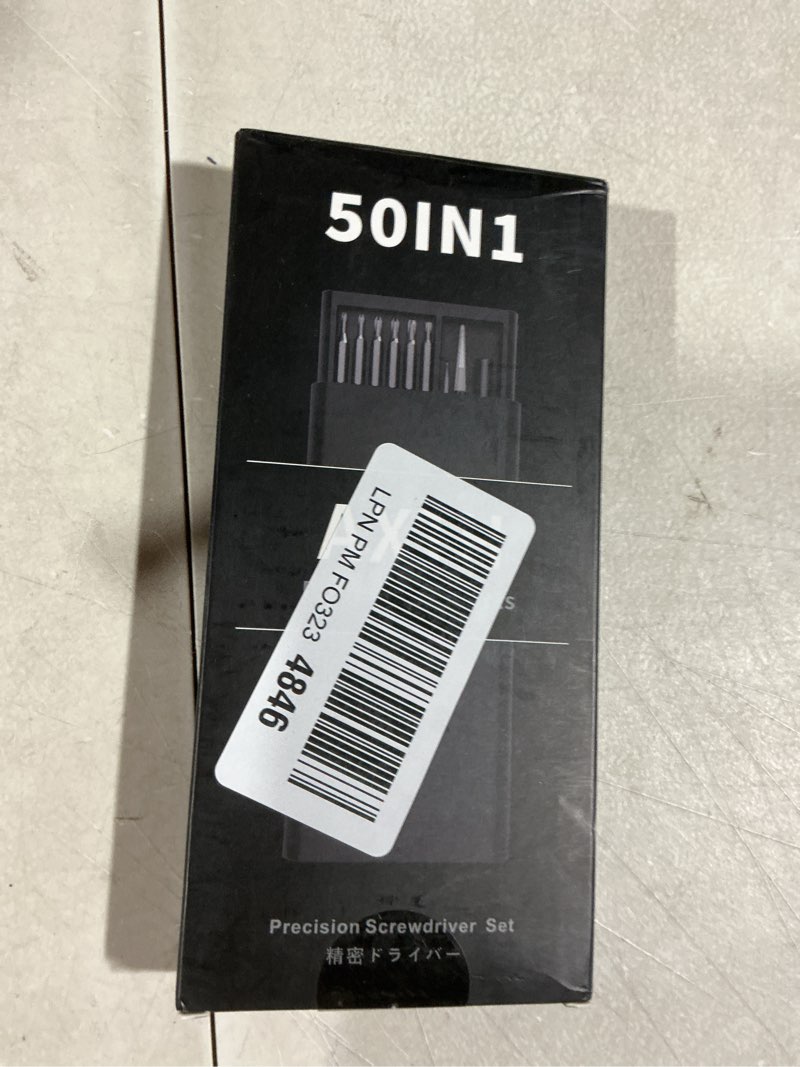 50IN1
LPN PM FO323 4846
Precision Screwdriver Set
精密ドライバー